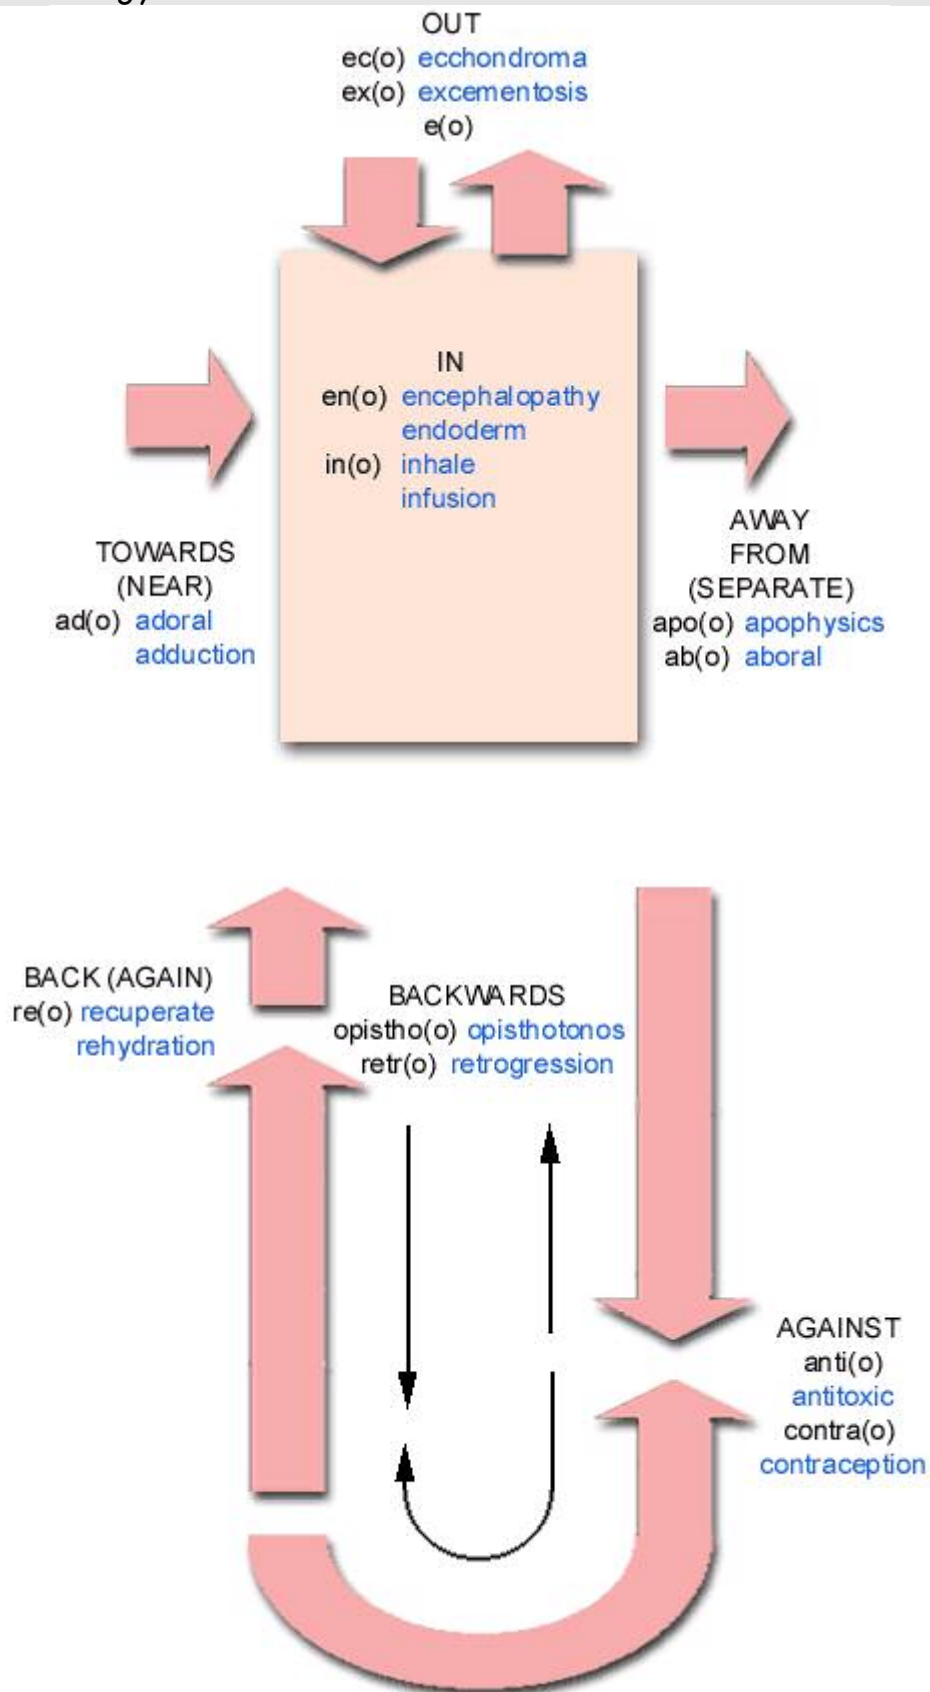 OUT
ec(o) ecchondroma
ex(o) excementosis
e(o)
IN
en(o) encephalopathy
endoderm
in(o) inhale
infusion
TOWARDS
(NEAR)
ad(o) adoral
adduction
AWAY
FROM
(SEPARATE)
apo(o) apophysics
ab(o) aboral
BACK (AGAIN)
re(o) recuperate
rehydration
BACKWARDS
opistho(o) opisthotonos
retr(o) retrogression
AGAINST
anti(o)
antitoxic
contra(o)
contraception